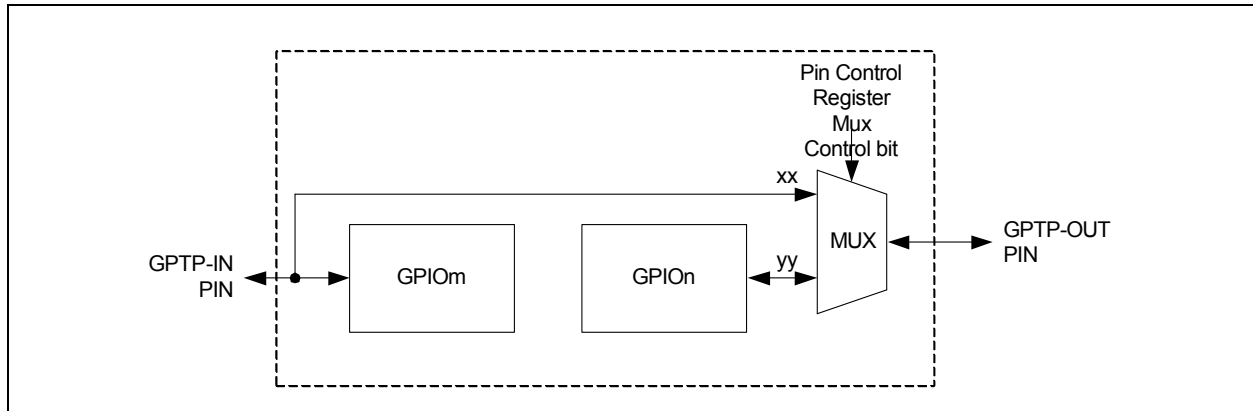 Pin Control
Register
Mux
Control bit
xx
MUX
GPTP-IN
PIN
GPIOm
GPIOn
yy
GPTP-OUT
PIN